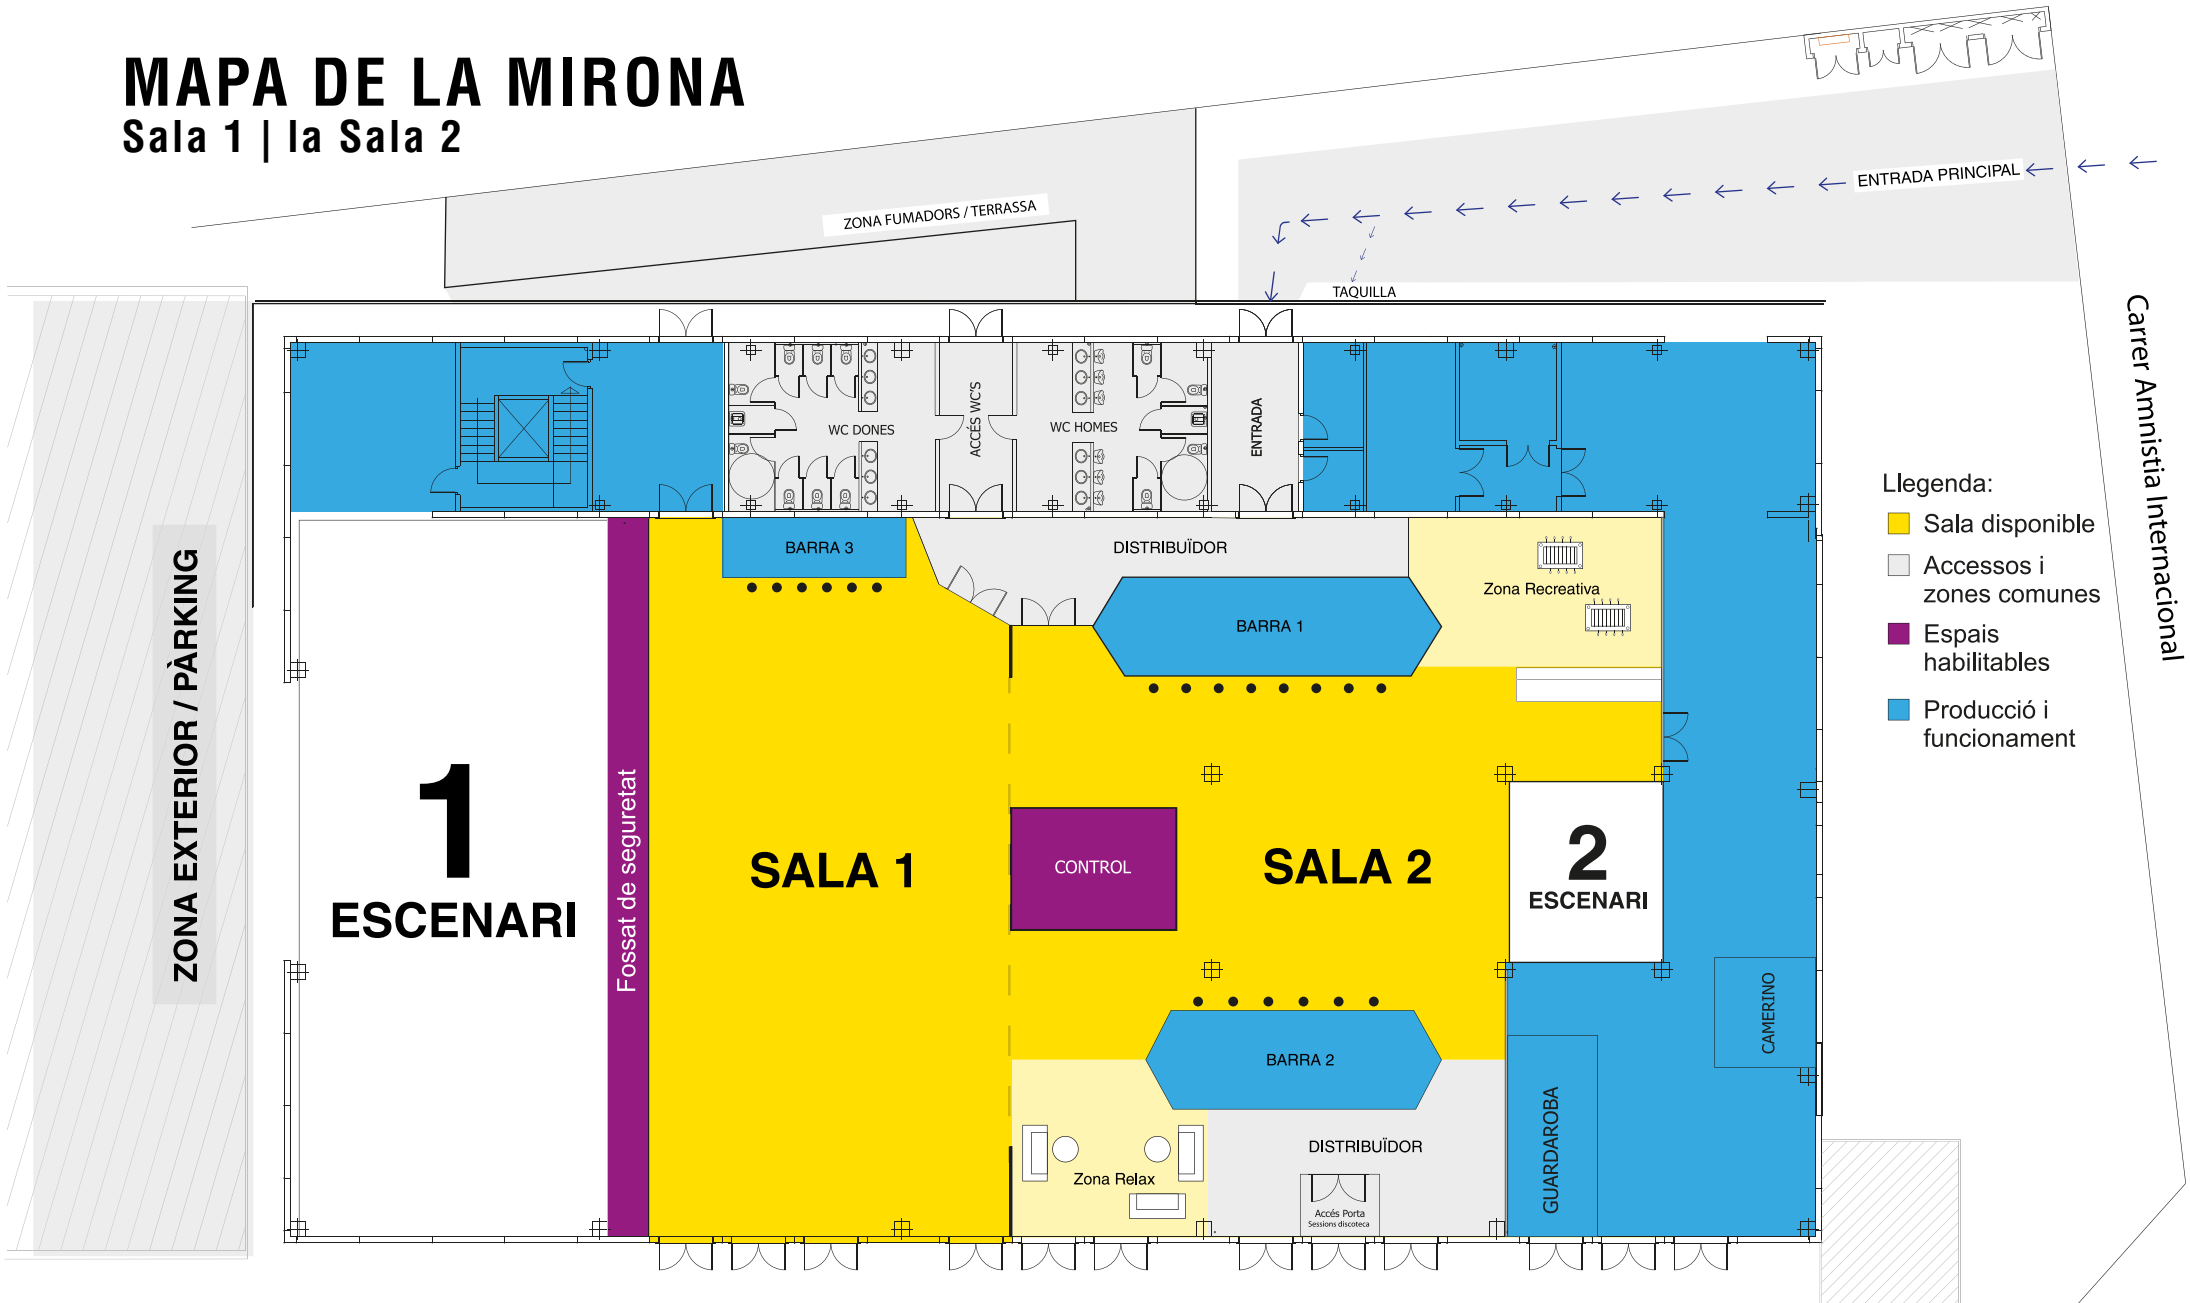 MAPA DE LA MIRONA
Sala 1 | la Sala 2
ZONA FUMADORS / TERRASSA
ENTRADA PRINCIPAL
TAQUILLA
Carrer Amnistia Internacional
WC DONES
ACCÉS WC'S
WC HOMES
ENTRADA
Llegenda:
Sala disponible
Accessos i
zones comunes
Espais
habilitables
Producció i
funcionament
BARRA 3
DISTRIBUÏDOR
Zona Recreativa
BARRA 1
ZONA EXTERIOR / PÀRKING
1
ESCENARI
Fossat de seguretat
SALA 1
CONTROL
SALA 2
2
ESCENARI
CAMERINO
BARRA 2
GUARDAROBA
DISTRIBUÏDOR
Zona Relax
Accés Porta
Sessions discoteca